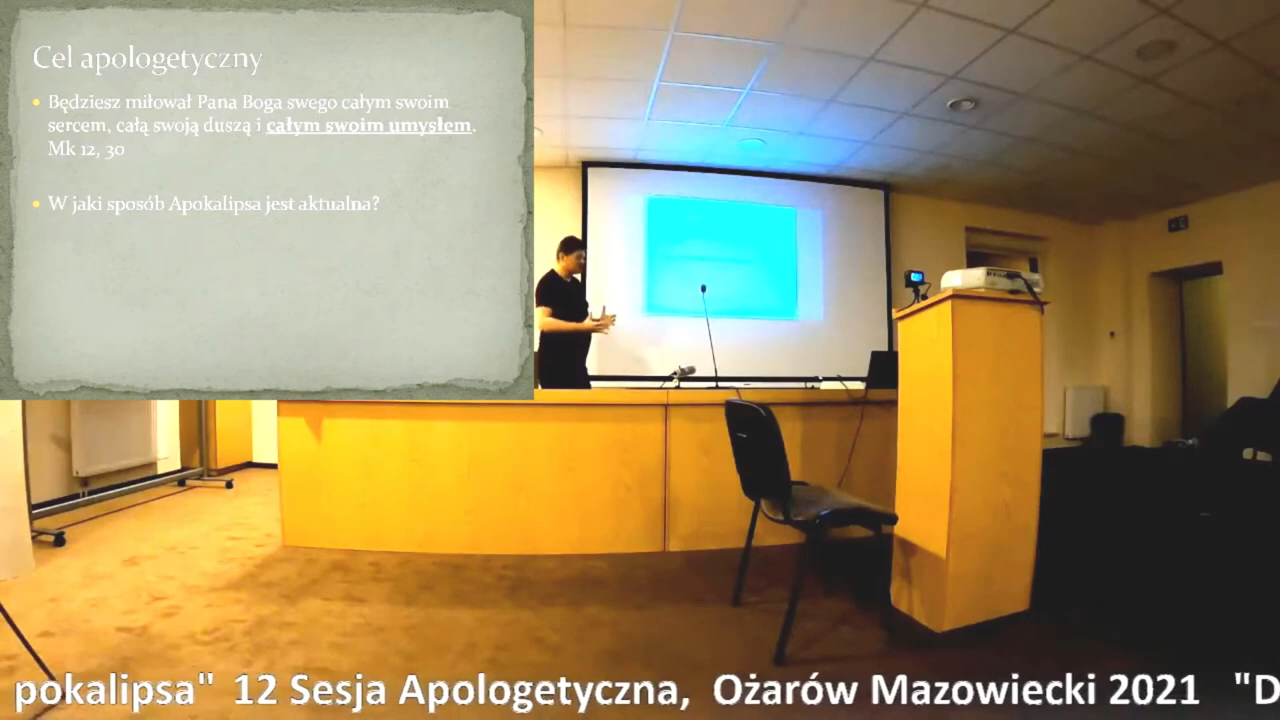 Cel apologetyczny
Będziesz miłował Pana Boga swego całym swoim
sercem, całą swoją duszą i całym swoim umysłem.
Mk 12, 30
W jaki sposób Apokalipsa jest aktualna?
pokalipsa" 12 Sesja Apologetyczna, Ożarów Mazowiecki 2021 "D